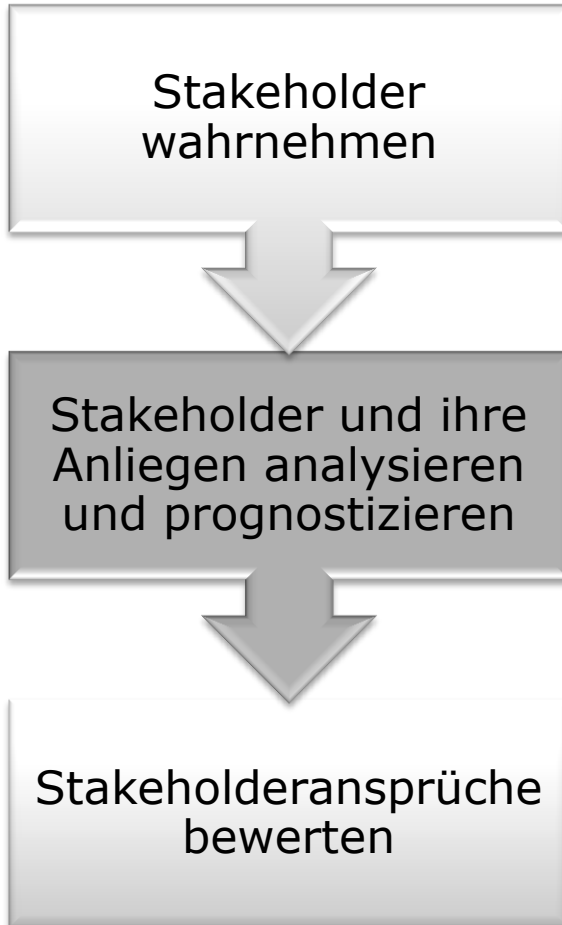 Stakeholder
wahrnehmen
Stakeholder und ihre
Anliegen analysieren
und prognostizieren
Stakeholderansprüche
bewerten